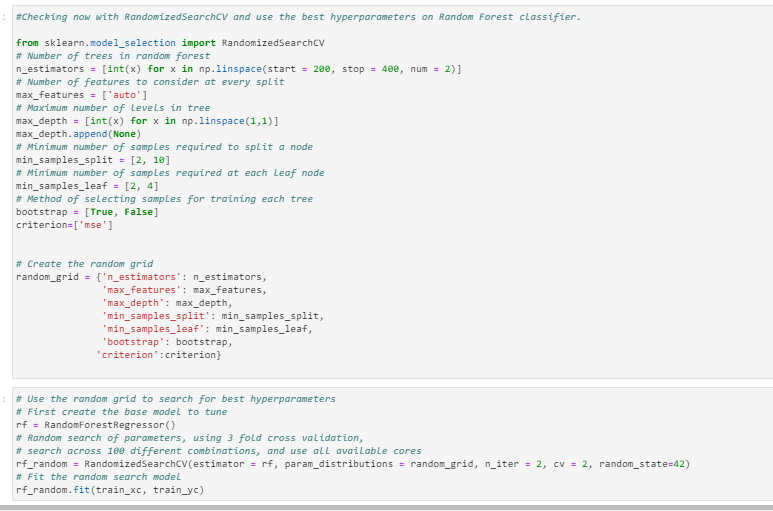 #Checking now with RandomizedSearchCV and use the best hyperparameters on Random Forest classifier.
from sklearn.model_selection import RandomizedSearchCV
# Number of trees in random forest
n_estimators = [int(x) for x in np.linspace(start = 200, stop = 400, num = 2)]
# Number of features to consider at every split
max_features = ['auto']
# Maximum number of levels in tree
max_depth = [int(x) for x in np.linspace(1,1)]
max_depth.append(None)
# Minimum number of samples required to split a node
min_samples_split = [2, 10]
# Minimum number of samples required at each leaf node
min_samples_leaf = [2, 4]
# Method of selecting samples for training each tree
bootstrap = [True, False]
criterion=['mse']
# Create the random grid
random_grid = {'n_estimators': n_estimators,
'max_features': max_features,
'max_depth': max_depth,
'min_samples_split': min_samples_split,
'min_samples_leaf': min_samples_leaf,
'bootstrap': bootstrap,
'criterion':criterion}
# Use the random grid to search for best hyperparameters
# First create the base model to tune
rf = RandomForestRegressor()
# Random search of parameters, using 3 fold cross validation,
# search across 100 different combinations, and use all available cores
rf_random = RandomizedSearchCV(estimator = rf, param_distributions = random_grid, n_iter = 2, cv = 2, random_state=42)
# Fit the random search model
rf_random.fit(train_xc, train_yc)